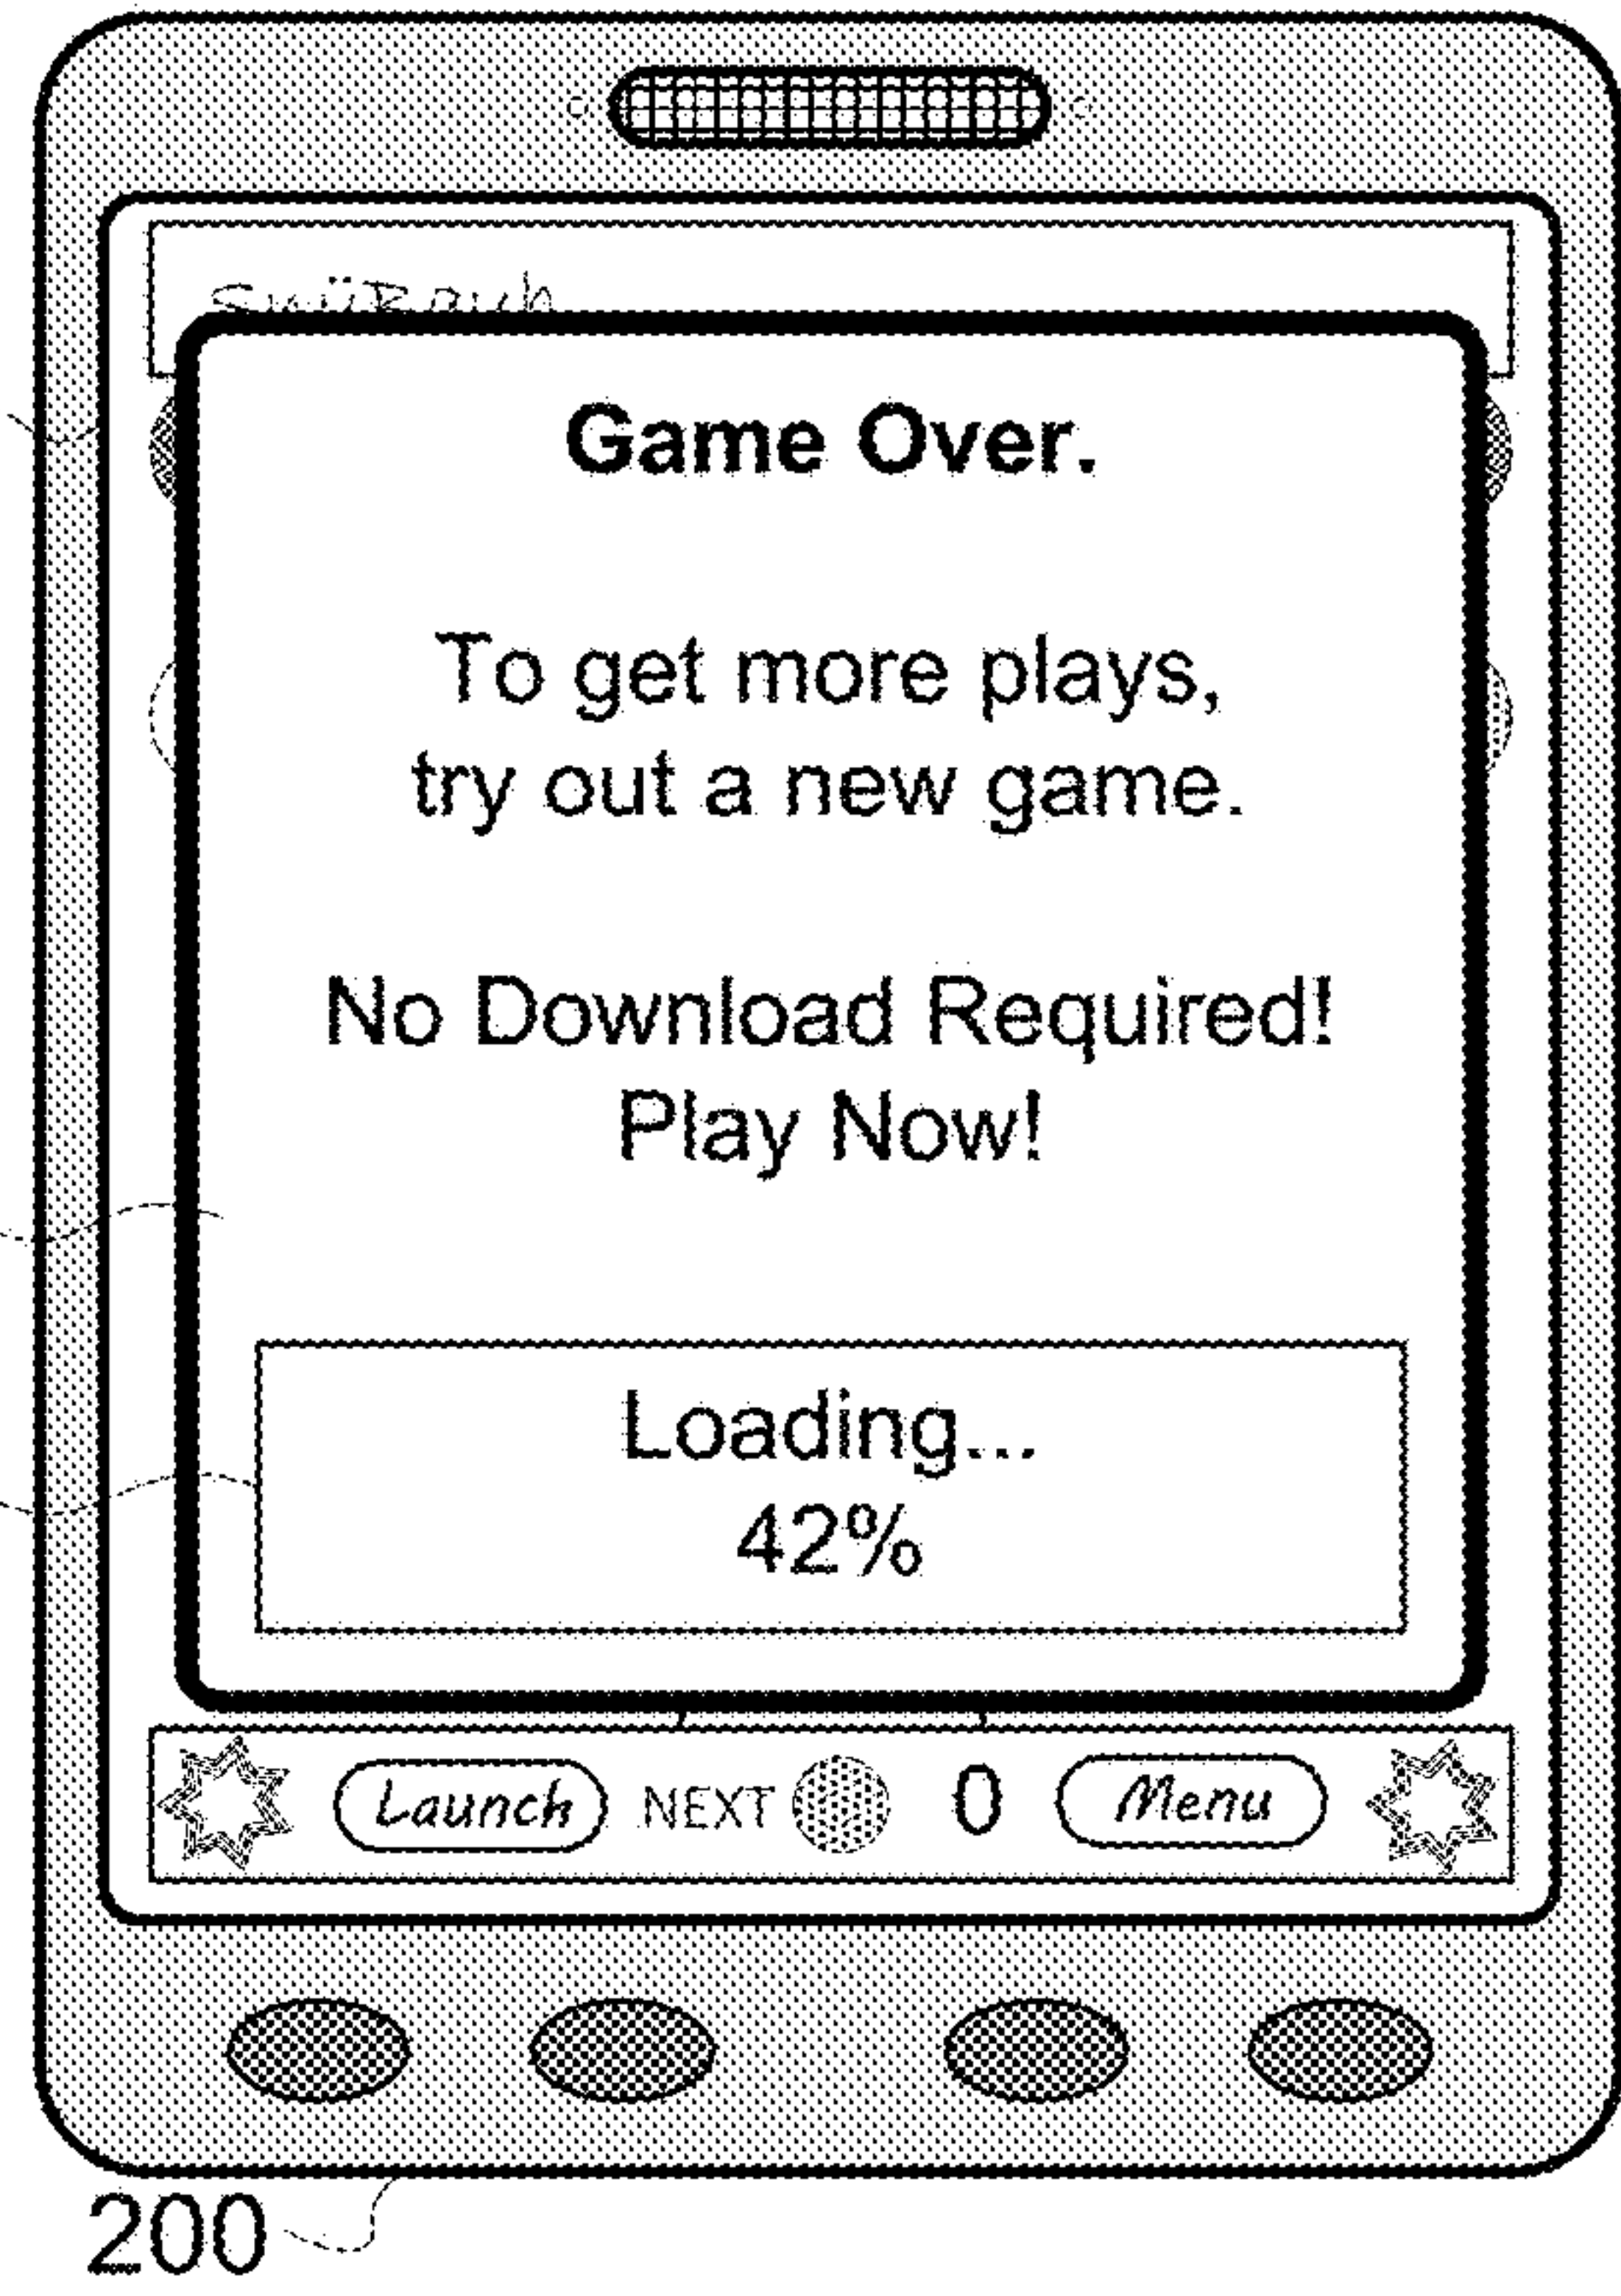 Game Over.
To get more plays,
try out a new game.
No Download Required!
Play Now!
Loading...
42%
Launch NEXT 0 Menu
200